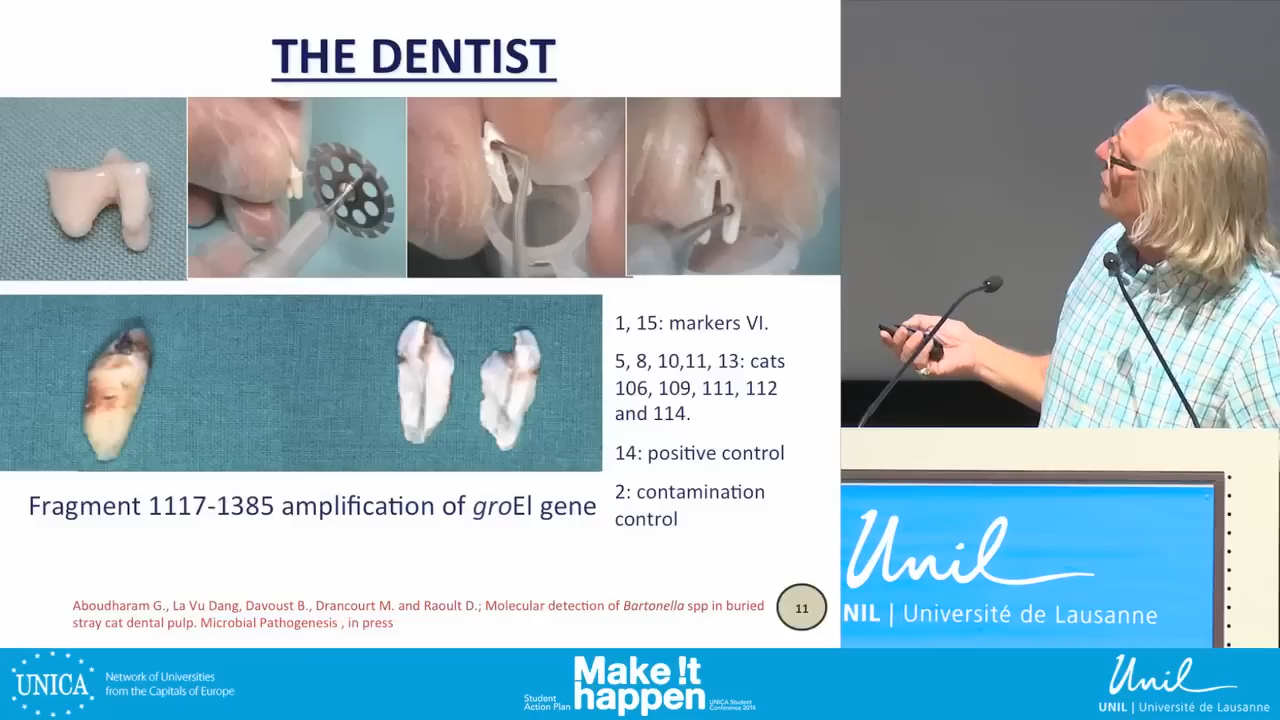 THE DENTIST
1, 15: markers VI.
5, 8, 10,11, 13: cats
106, 109, 111, 112
and 114.
14: positive control
2: contamination
control
Fragment 1117-1385 amplification of groEl gene
Aboudharam G., La Vu Dang, Davoust B., Drancourt M. and Raoult D.; Molecular detection of Bartonella spp in buried
stray cat dental pulp. Microbial Pathogenesis , in press
11
Unil
NIL | Université de Lausanne
UNICA
Network of Universities
from the Capitals of Europe
Student
Action Plan
Make !t
happen
UNICA Student
Conference 2014
Unil
UNIL | Université de Lausanne